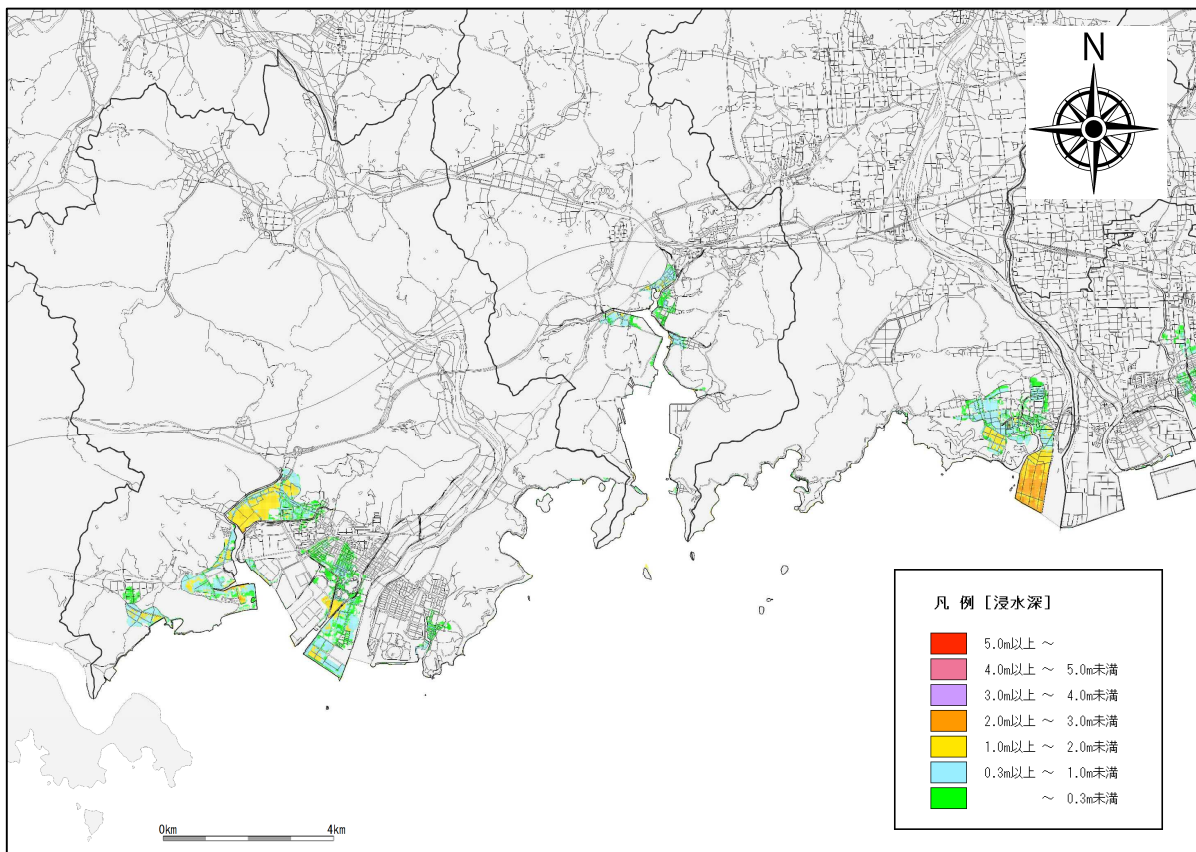 N
凡 例 [浸水深]
5.0m以上 ～
4.0m以上 ～ 5.0m未満
3.0m以上 ～ 4.0m未満
2.0m以上 ～ 3.0m未満
1.0m以上 ～ 2.0m未満
0.3m以上 ～ 1.0m未満
～ 0.3m未満
0km 4km